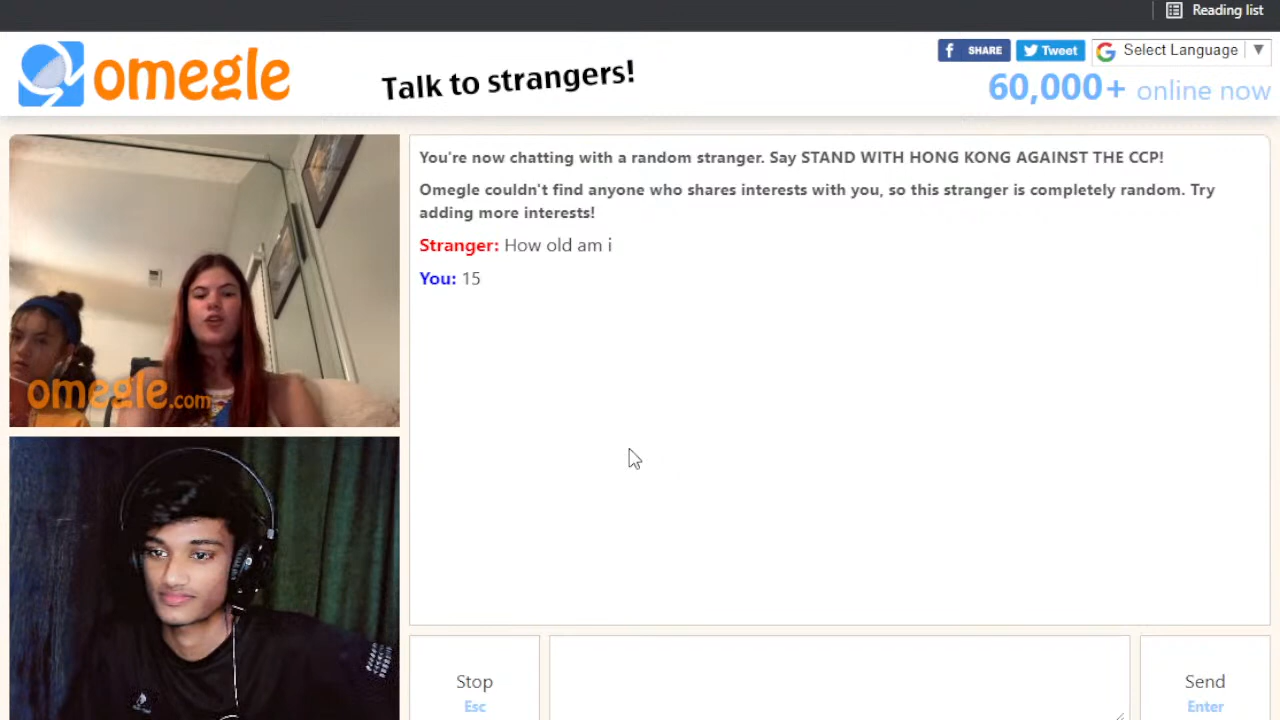 Reading list
omegle
Talk to strangers!
SHARE
Tweet
Select Language
60,000+ online now
You're now chatting with a random stranger. Say STAND WITH HONG KONG AGAINST THE CCP!
Omegle couldn't find anyone who shares interests with you, so this stranger is completely random. Try
adding more interests!
Stranger: How old am i
You: 15
omegle.com
Stop
Esc
Send
Enter